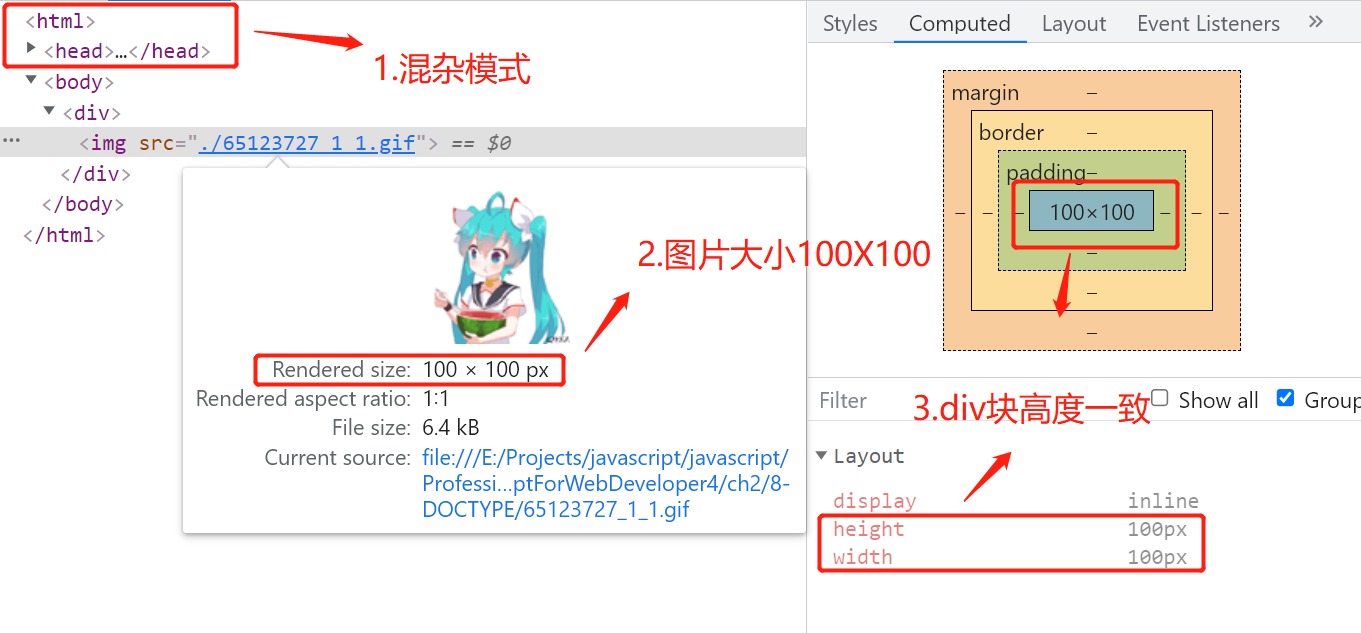 <html>
<head>…</head>
1.混杂模式
<body>
<div>
<img src="./65123727_1_1.gif"> == $0
</div>
</body>
</html>
2.图片大小100X100
Rendered size: 100 × 100 px
Rendered aspect ratio: 1:1
File size: 6.4 kB
Current source: file:///E:/Projects/javascript/javascript/
Professi…ptForWebDeveloper4/ch2/8-
DOCTYPE/65123727_1_1.gif
Styles Computed Layout Event Listeners »
margin –
border –
padding –
– – – 100×100 – – –
–
–
–
Filter Show all Group
3.div块高度一致
Layout
display inline
height 100px
width 100px